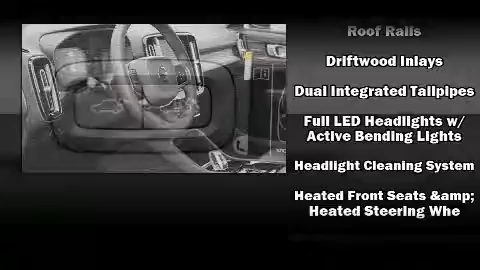 Roof Rails
Driftwood Inlays
Dual Integrated Tailpipes
Full LED Headlights w/
Active Bending Lights
Headlight Cleaning System
Heated Front Seats &amp;
Heated Steering Whe